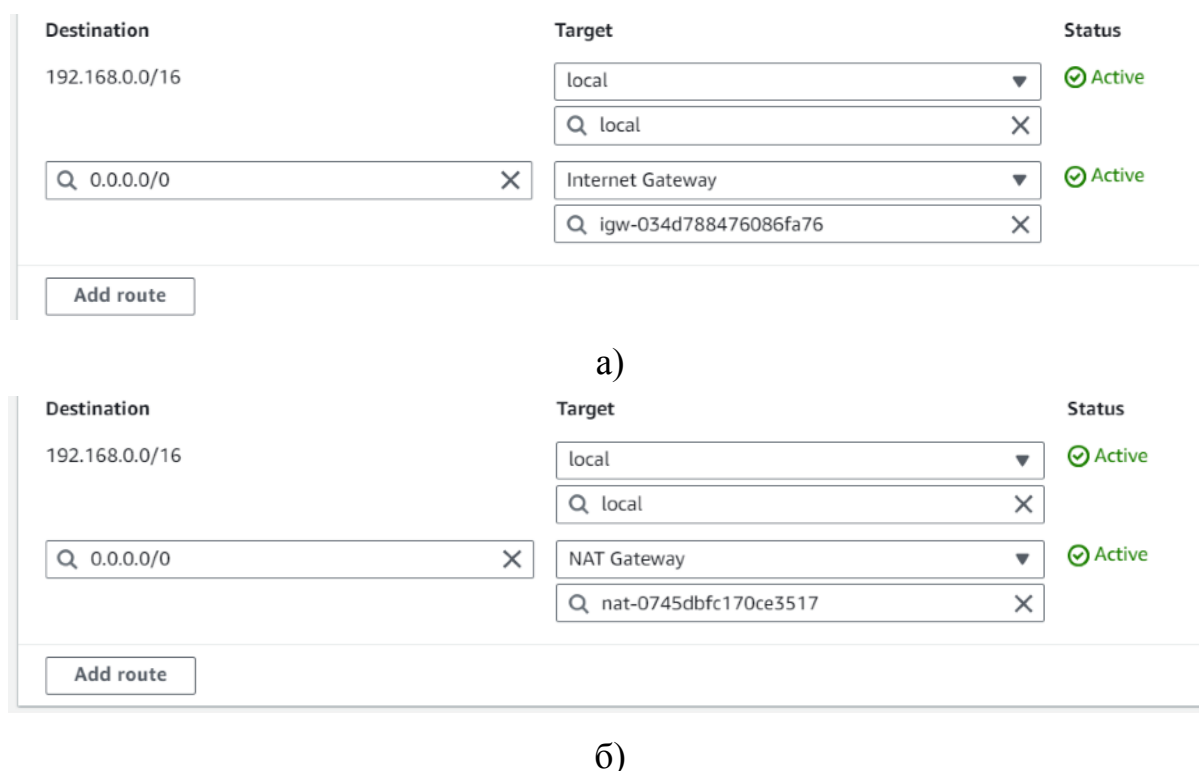 Destination Target Status
192.168.0.0/16 local Active
local
0.0.0.0/0 Internet Gateway Active
igw-034d788476086fa76
Add route
а)
Destination Target Status
192.168.0.0/16 local Active
local
0.0.0.0/0 NAT Gateway Active
nat-0745dbfc170ce3517
Add route
б)